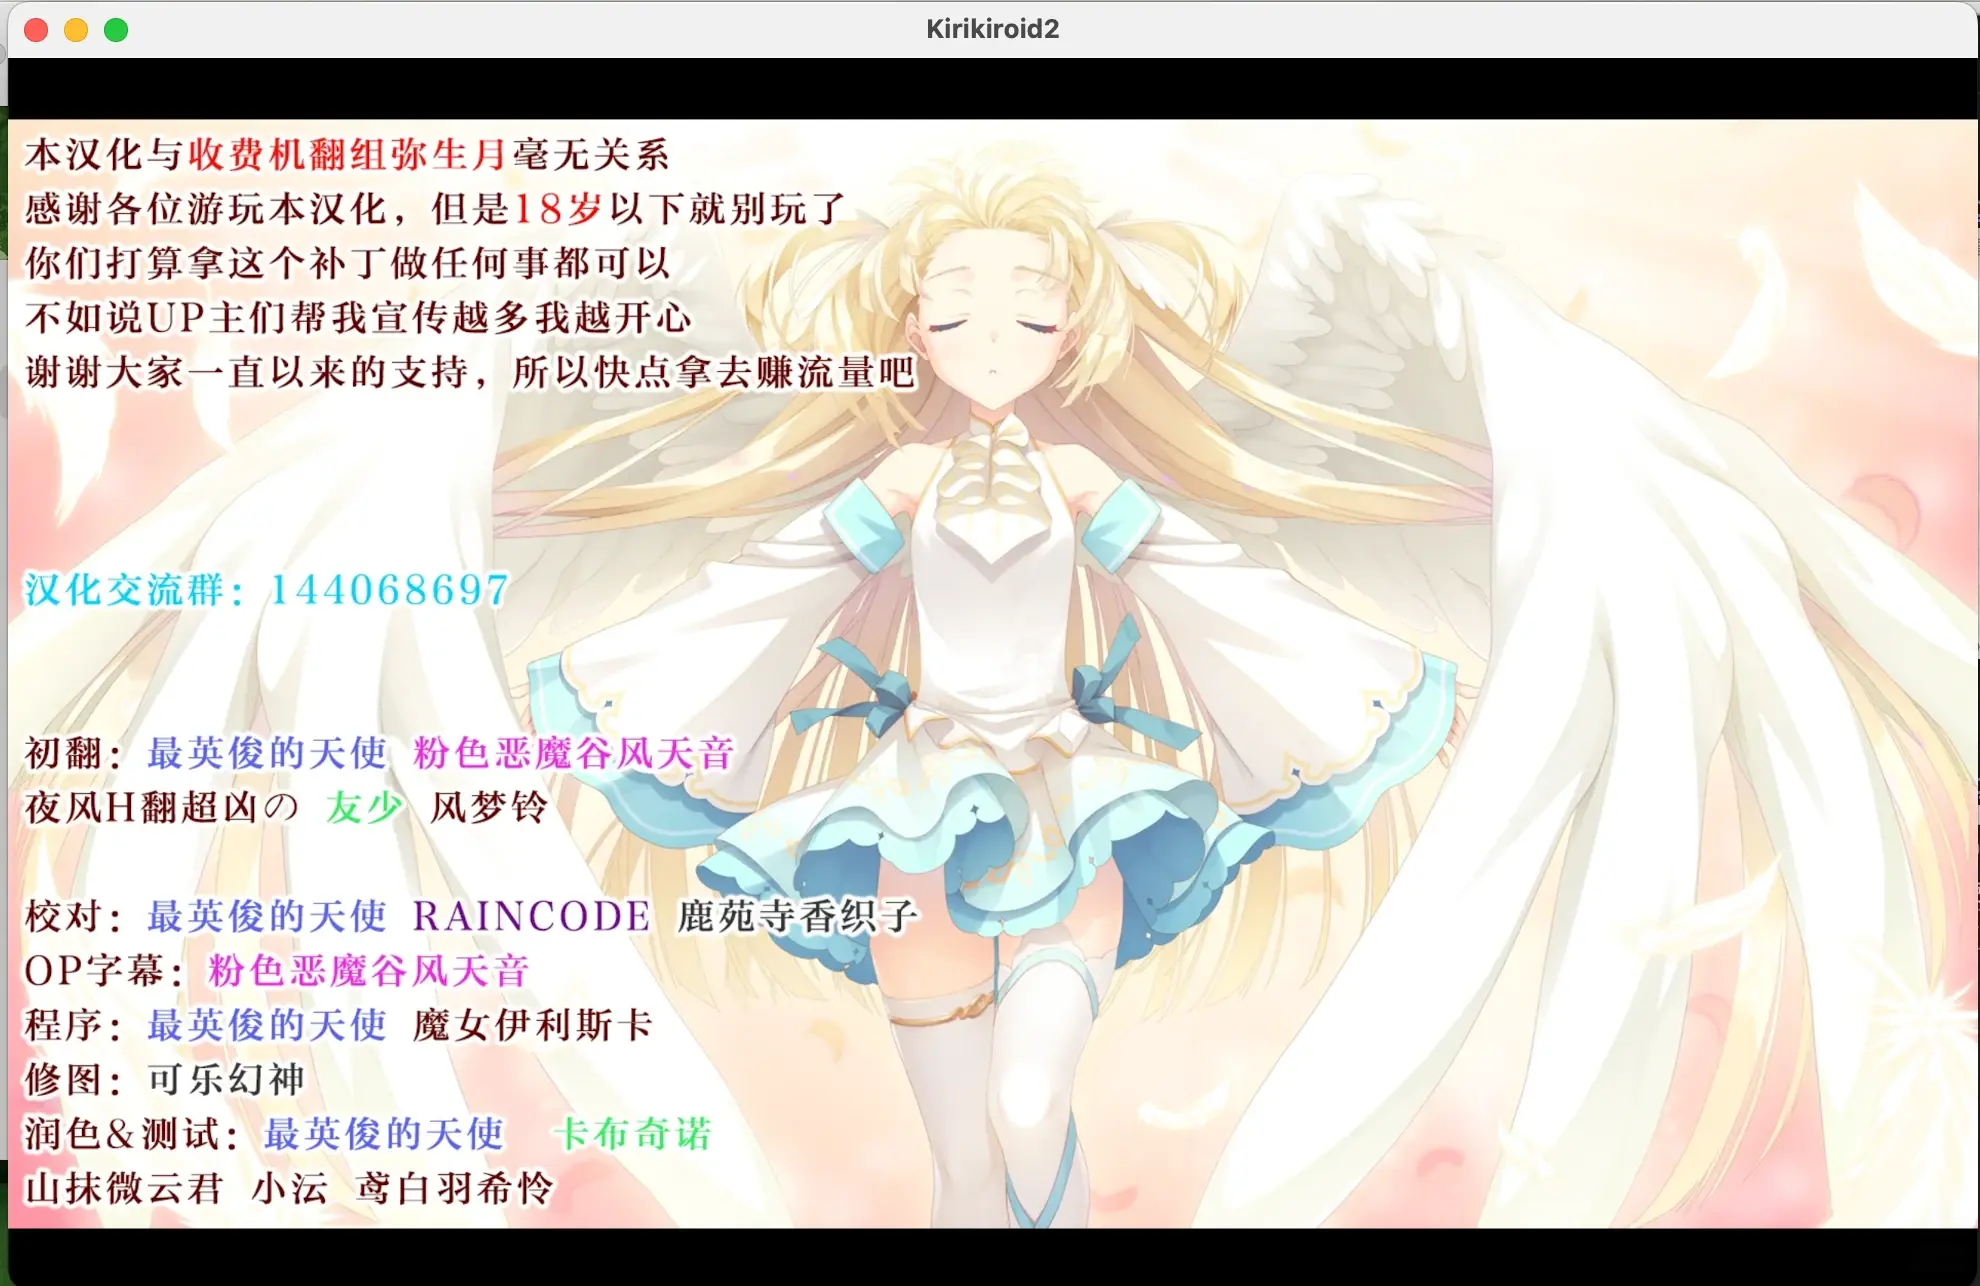 Kirikiroid2
本汉化与收费机翻组弥生月毫无关系
感谢各位游玩本汉化，但是18岁以下就别玩了
你们打算拿这个补丁做任何事都可以
不如说UP主们帮我宣传越多我越开心
谢谢大家一直以来的支持，所以快点拿去赚流量吧
汉化交流群：144068697
初翻：最英俊的天使 粉色恶魔谷风天音
夜风H翻超凶の 友少 风梦铃
校对：最英俊的天使 RAINCODE 鹿苑寺香织子
OP字幕：粉色恶魔谷风天音
程序：最英俊的天使 魔女伊利斯卡
修图：可乐幻神
润色&测试：最英俊的天使 卡布奇诺
山抹微云君 小沄 鸢白羽希怜